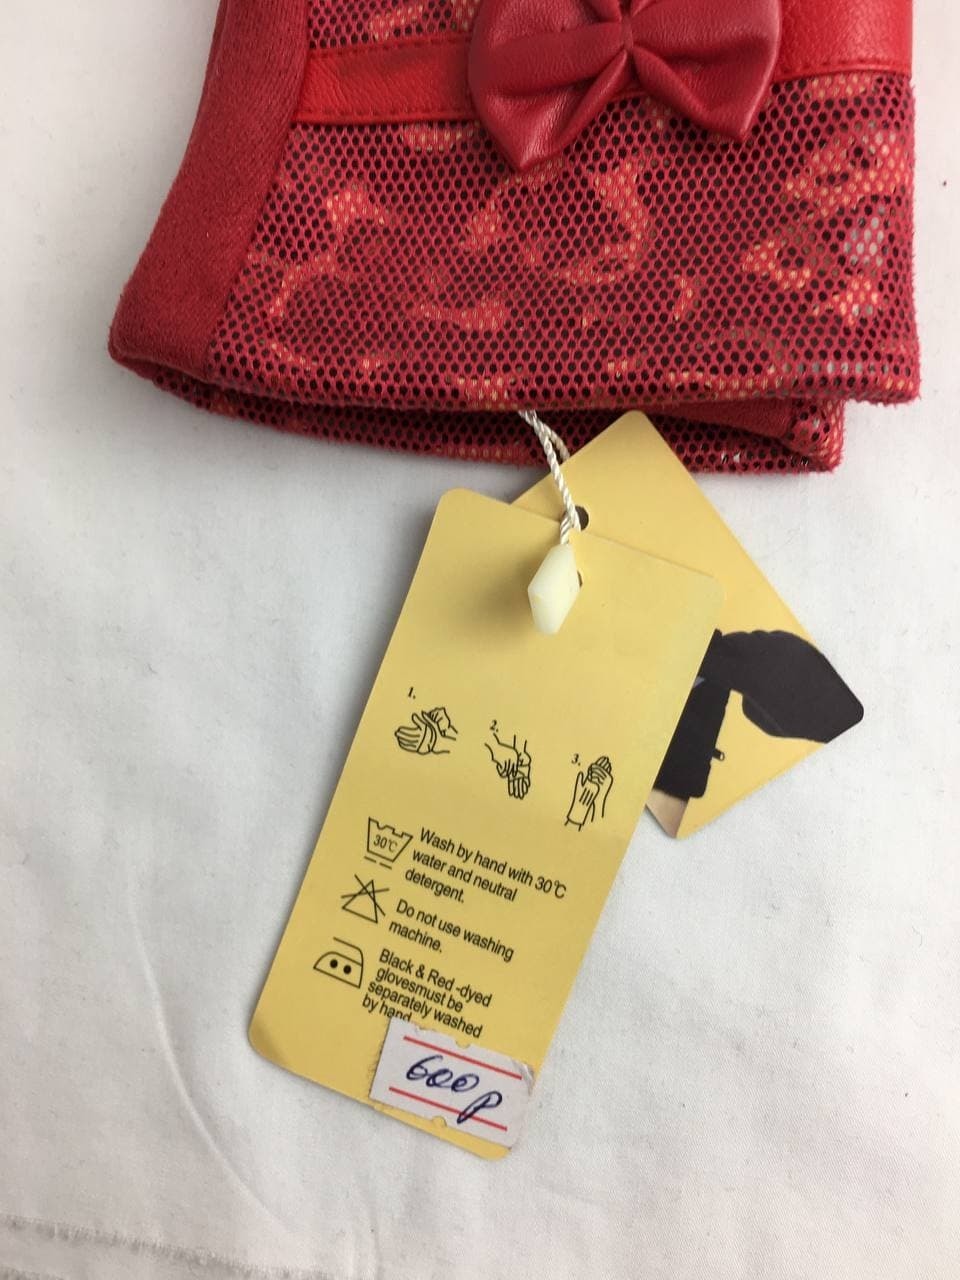 1.
2.
3.
30℃
Wash by hand with 30℃
water and neutral
detergent.
Do not use washing
machine.
Black & Red -dyed
glovesmust be
separately washed
by hand
600р